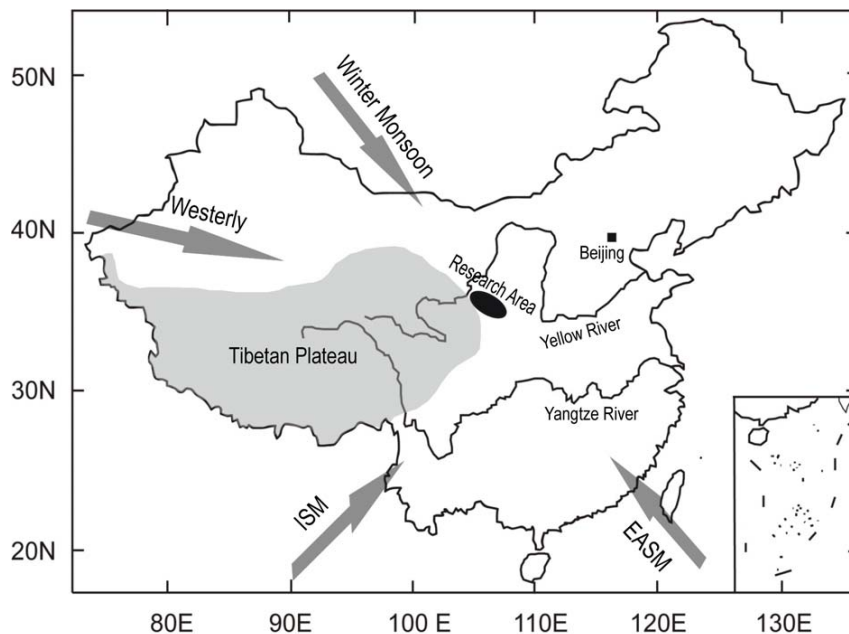 50N
40N
30N
20N
Winter Monsoon
Westerly
Research Area
Beijing
Yellow River
Tibetan Plateau
Yangtze River
ISM
EASM
80E
90E
100 E
110E
120E
130E